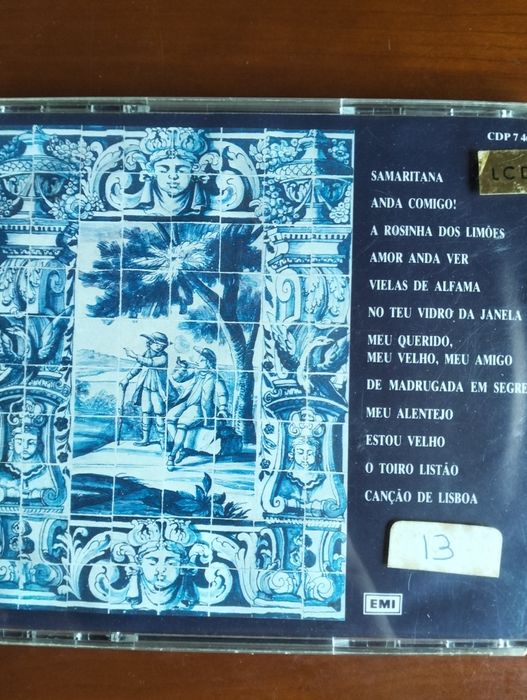 CDP 7 4
LCD
SAMARITANA
ANDA COMIGO!
A ROSINHA DOS LIMÕES
AMOR ANDA VER
VIELAS DE ALFAMA
NO TEU VIDRO DA JANELA
MEU QUERIDO,
MEU VELHO, MEU AMIGO
DE MADRUGADA EM SEGRE
MEU ALENTEJO
ESTOU VELHO
O TOIRO LISTÃO
CANÇÃO DE LISBOA
13
EMI